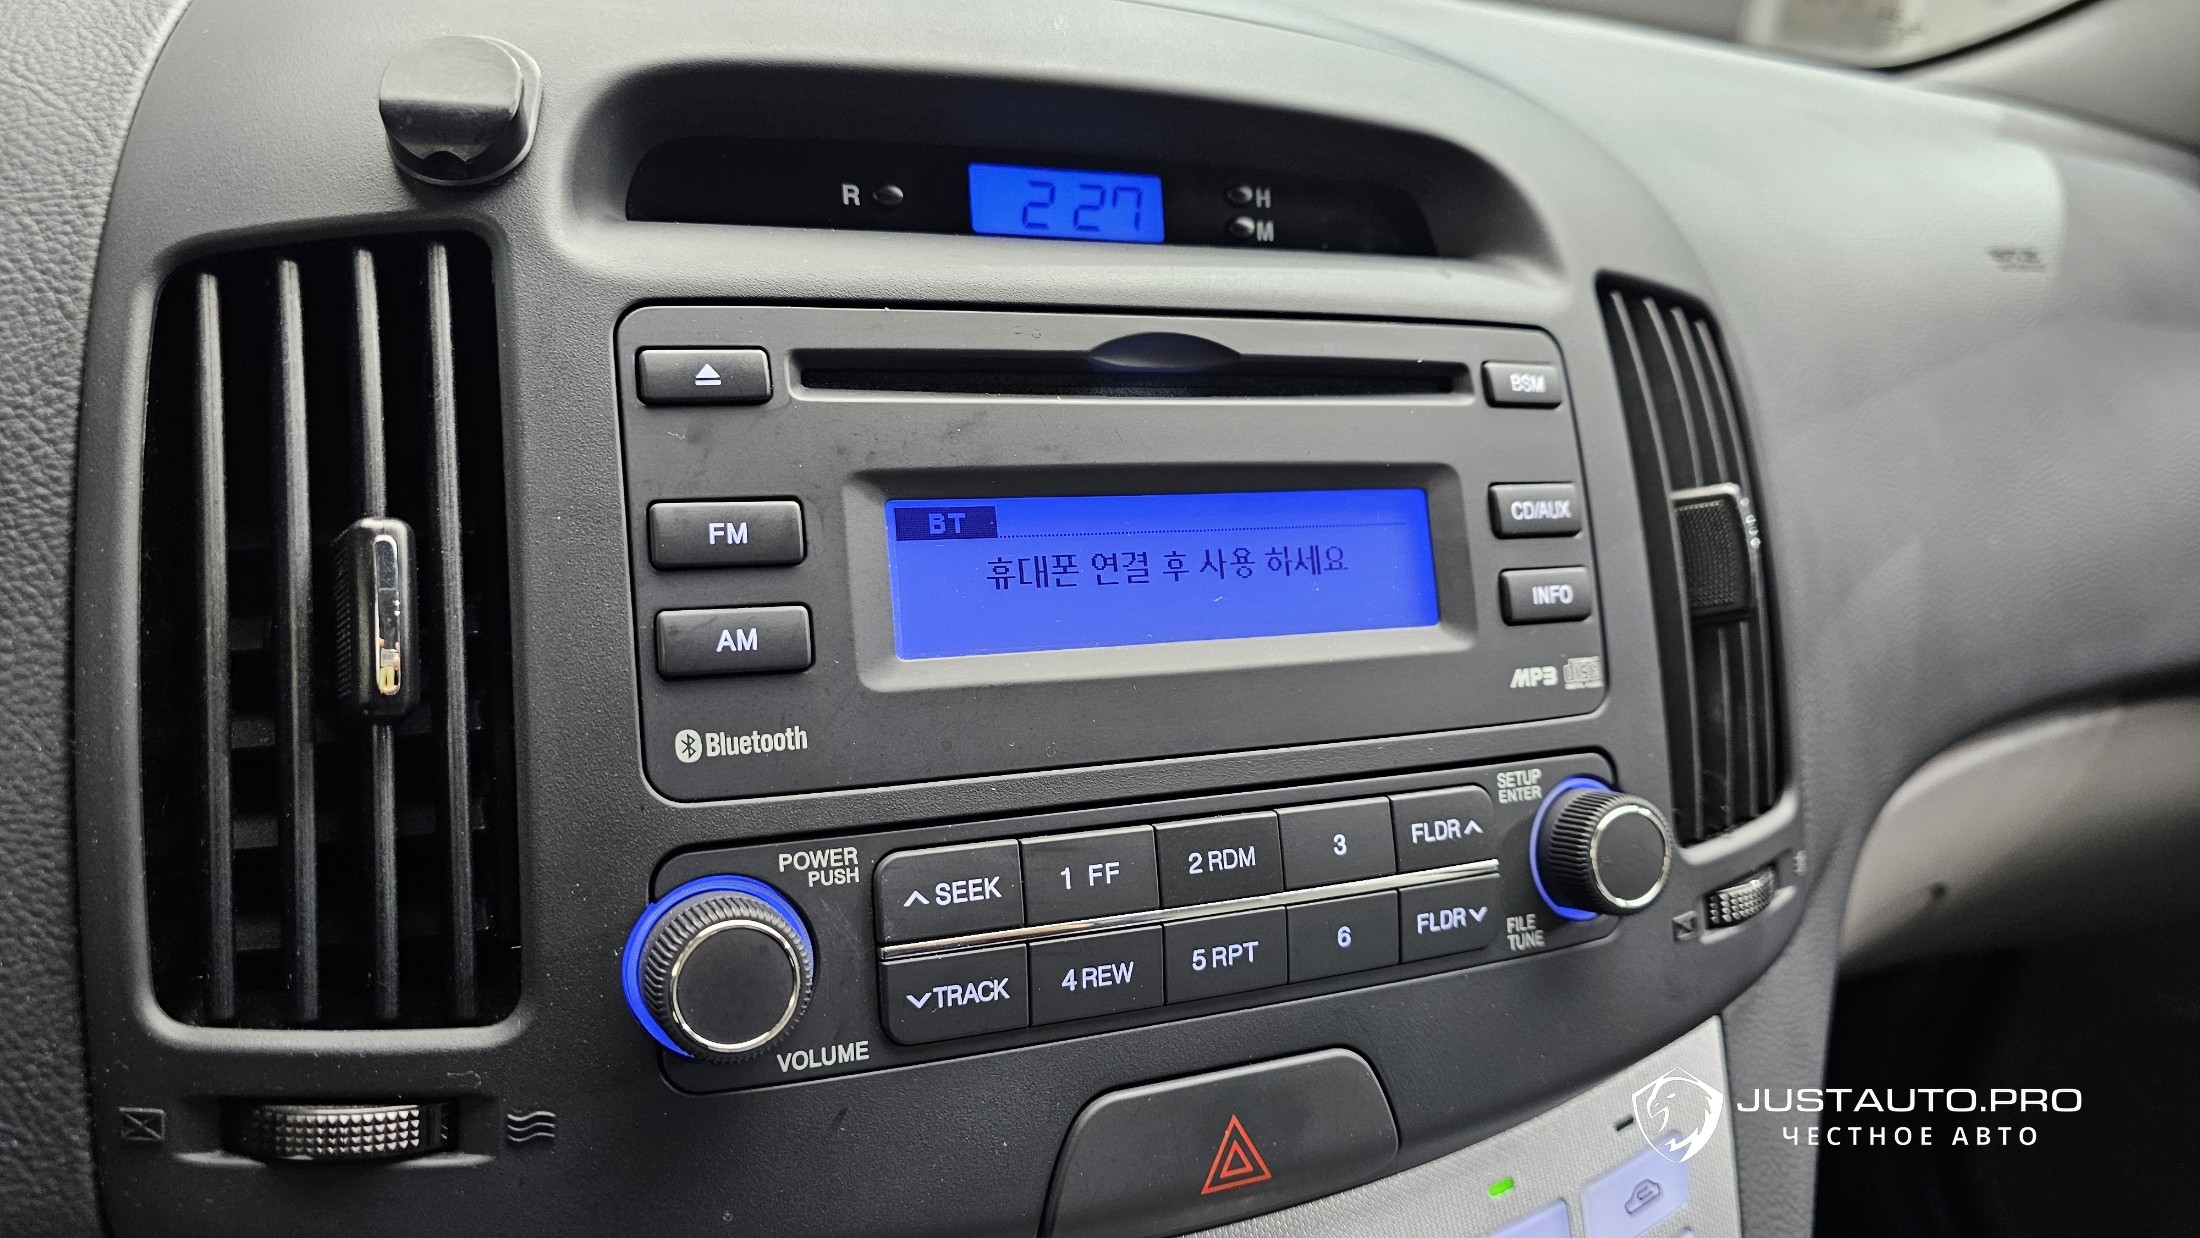 R
2 27
H
M
BSM
BT
휴대폰 연결 후 사용 하세요
FM
CD/AUX
AM
INFO
MP3
Bluetooth
SETUP
ENTER
POWER
PUSH
SEEK
1 FF
2 RDM
3
FLDR
TRACK
4 REW
5 RPT
6
FLDR
FILE
TUNE
VOLUME
JUSTAUTO.PRO
ЧЕСТНОЕ АВТО